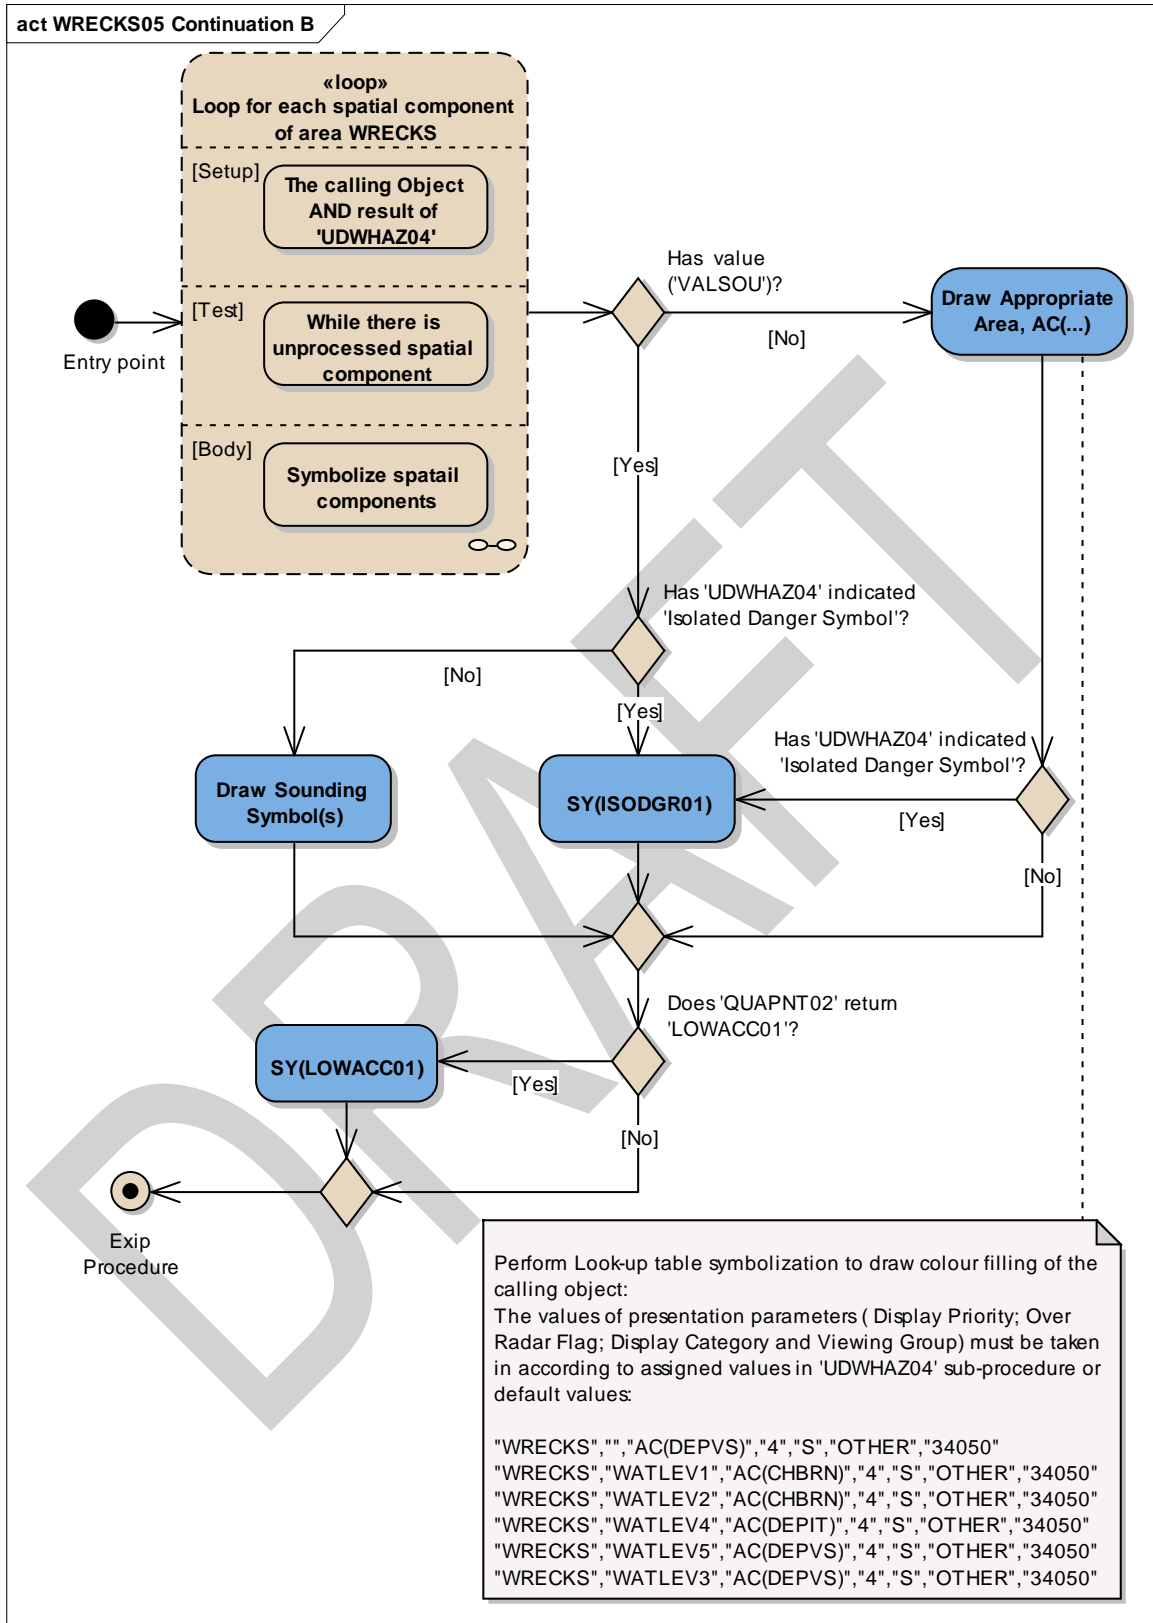 act WRECKS05 Continuation B
«loop»
Loop for each spatial component
of area WRECKS
[Setup]
The calling Object
AND result of
'UDWHAZ04'
[Test]
While there is
unprocessed spatial
component
[Body]
Symbolize spatail
components
Entry point
Has value
('VALSOU')?
[No]
Draw Appropriate
Area, AC(...)
[Yes]
Has 'UDWHAZ04' indicated
'Isolated Danger Symbol'?
[No]
[Yes]
Has 'UDWHAZ04' indicated
'Isolated Danger Symbol'?
Draw Sounding
Symbol(s)
SY(ISODGR01)
[Yes]
[No]
Does 'QUAPNT02' return
'LOWACC01'?
SY(LOWACC01)
[Yes]
[No]
Exip
Procedure
Perform Look-up table symbolization to draw colour filling of the
calling object:
The values of presentation parameters ( Display Priority; Over
Radar Flag; Display Category and Viewing Group) must be taken
in according to assigned values in 'UDWHAZ04' sub-procedure or
default values:
"WRECKS","","AC(DEPVS)","4","S","OTHER","34050"
"WRECKS","WATLEV1","AC(CHBRN)","4","S","OTHER","34050"
"WRECKS","WATLEV2","AC(CHBRN)","4","S","OTHER","34050"
"WRECKS","WATLEV4","AC(DEPIT)","4","S","OTHER","34050"
"WRECKS","WATLEV5","AC(DEPVS)","4","S","OTHER","34050"
"WRECKS","WATLEV3","AC(DEPVS)","4","S","OTHER","34050"
DRAFT